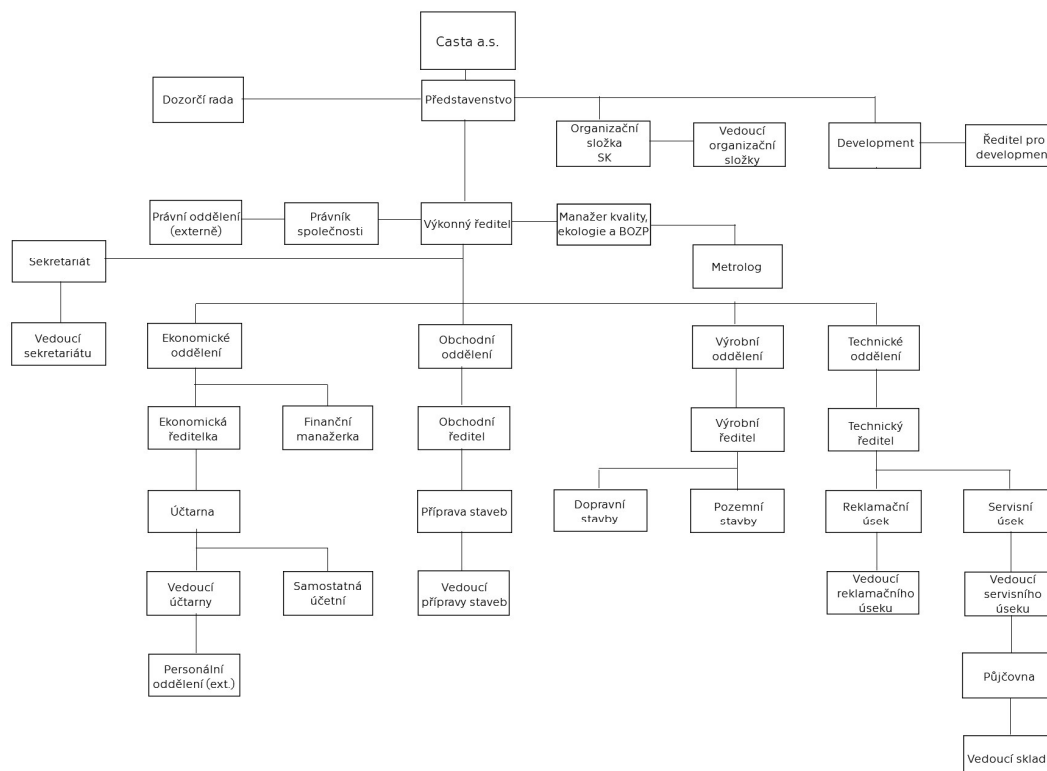 Casta a.s.
Dozorčí rada
Představenstvo
Organizační
složka
SK
Vedoucí
organizační
složky
Development
Ředitel pro
development
Právní oddělení
(externě)
Právník
společnosti
Výkonný ředitel
Manažer kvality,
ekologie a BOZP
Sekretariát
Metrolog
Vedoucí
sekretariátu
Ekonomické
oddělení
Obchodní
oddělení
Výrobní
oddělení
Technické
oddělení
Ekonomická
ředitelka
Finanční
manažerka
Obchodní
ředitel
Výrobní
ředitel
Technický
ředitel
Účtarna
Příprava staveb
Dopravní
stavby
Pozemní
stavby
Reklamační
úsek
Servisní
úsek
Vedoucí
účtarny
Samostatná
účetní
Vedoucí
přípravy staveb
Vedoucí
reklamačního
úseku
Vedoucí
servisního
úseku
Personální
oddělení (ext.)
Půjčovna
Vedoucí sklad